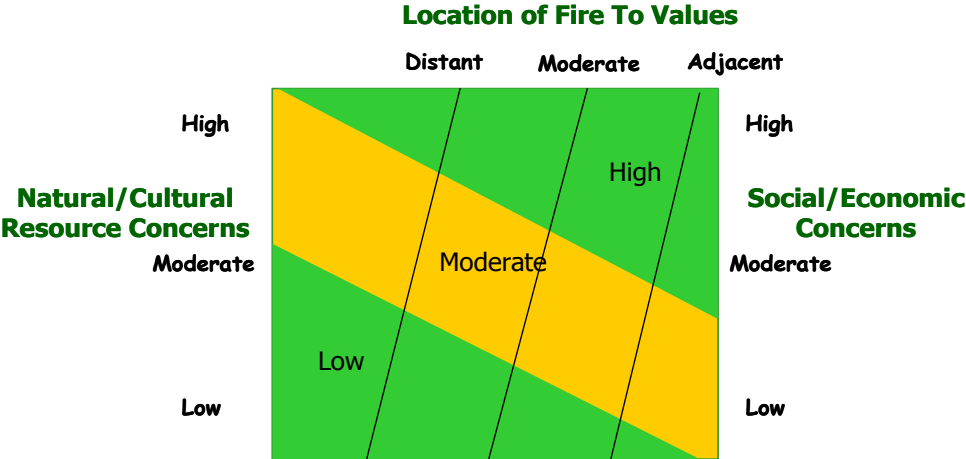 Location of Fire To Values
Distant Moderate Adjacent
High High
High
Natural/Cultural Social/Economic
Resource Concerns Concerns
Moderate Moderate Moderate
Low
Low Low